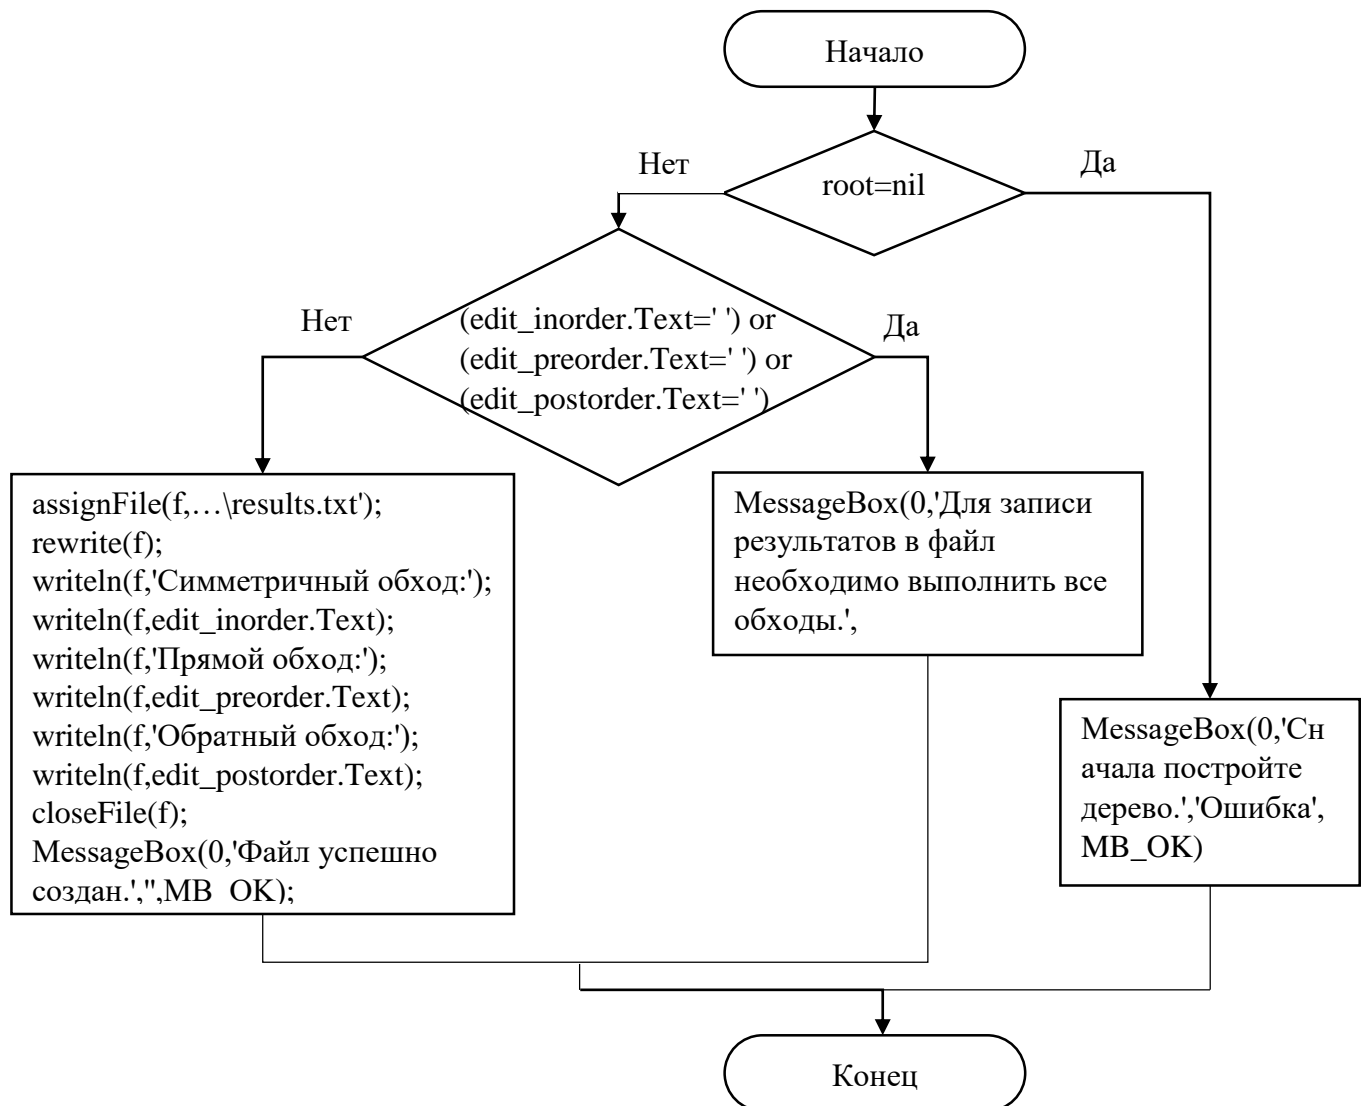 Начало
Нет
Да
root=nil
Нет
(edit_inorder.Text=' ') or
(edit_preorder.Text=' ') or
(edit_postorder.Text=' ')
Да
assignFile(f,…\results.txt');
rewrite(f);
writeln(f,'Симметричный обход:');
writeln(f,edit_inorder.Text);
writeln(f,'Прямой обход:');
writeln(f,edit_preorder.Text);
writeln(f,'Обратный обход:');
writeln(f,edit_postorder.Text);
closeFile(f);
MessageBox(0,'Файл успешно
создан.','',MB_OK);
MessageBox(0,'Для записи
результатов в файл
необходимо выполнить все
обходы.',
MessageBox(0,'Сн
ачала постройте
дерево.','Ошибка',
MB_OK)
Конец